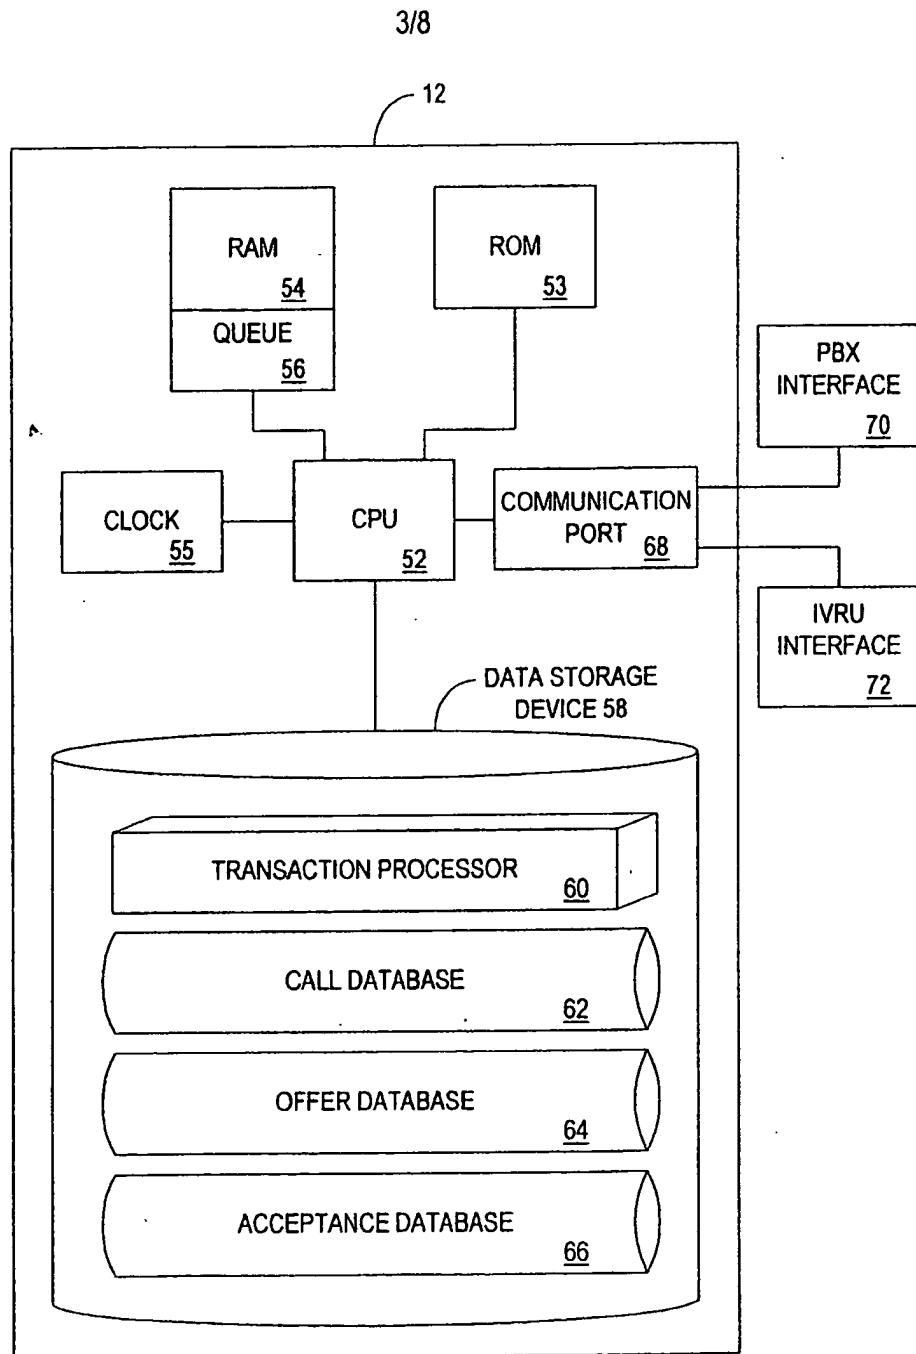 3/8
12
RAM
54
QUEUE
56
ROM
53
PBX
INTERFACE
70
CLOCK
55
CPU
52
COMMUNICATION
PORT
68
IVRU
INTERFACE
72
DATA STORAGE
DEVICE 58
TRANSACTION PROCESSOR
60
CALL DATABASE
62
OFFER DATABASE
64
ACCEPTANCE DATABASE
66